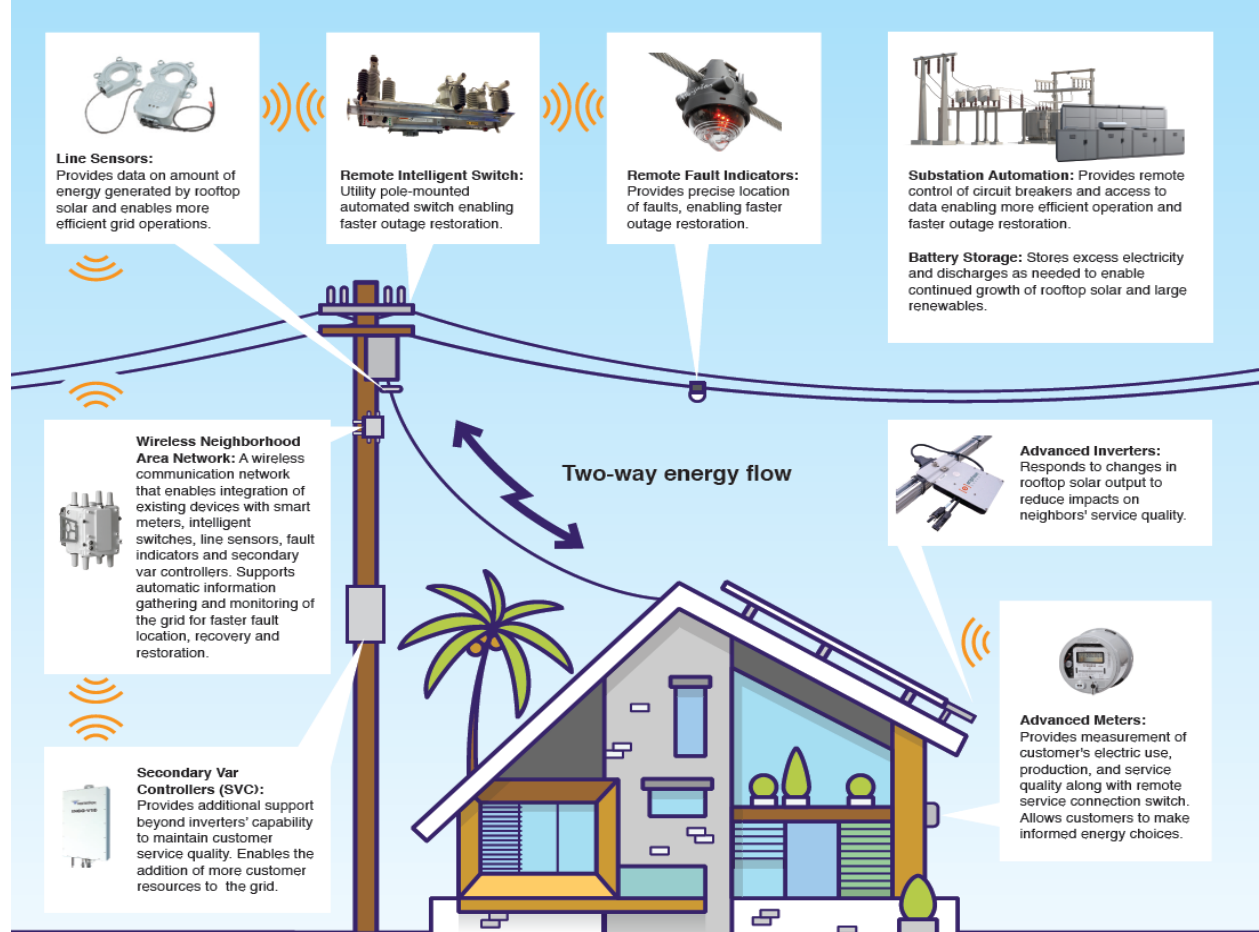 Line Sensors:
Provides data on amount of
energy generated by rooftop
solar and enables more
efficient grid operations.
Remote Intelligent Switch:
Utility pole-mounted
automated switch enabling
faster outage restoration.
Remote Fault Indicators:
Provides precise location
of faults, enabling faster
outage restoration.
Substation Automation: Provides remote
control of circuit breakers and access to
data enabling more efficient operation and
faster outage restoration.
Battery Storage: Stores excess electricity
and discharges as needed to enable
continued growth of rooftop solar and large
renewables.
Wireless Neighborhood
Area Network: A wireless
communication network
that enables integration of
existing devices with smart
meters, intelligent
switches, line sensors, fault
indicators and secondary
var controllers. Supports
automatic information
gathering and monitoring of
the grid for faster fault
location, recovery and
restoration.
Two-way energy flow
Advanced Inverters:
Responds to changes in
rooftop solar output to
reduce impacts on
neighbors' service quality.
Secondary Var
Controllers (SVC):
Provides additional support
beyond inverters' capability
to maintain customer
service quality. Enables the
addition of more customer
resources to the grid.
Advanced Meters:
Provides measurement of
customer's electric use,
production, and service
quality along with remote
service connection switch.
Allows customers to make
informed energy choices.